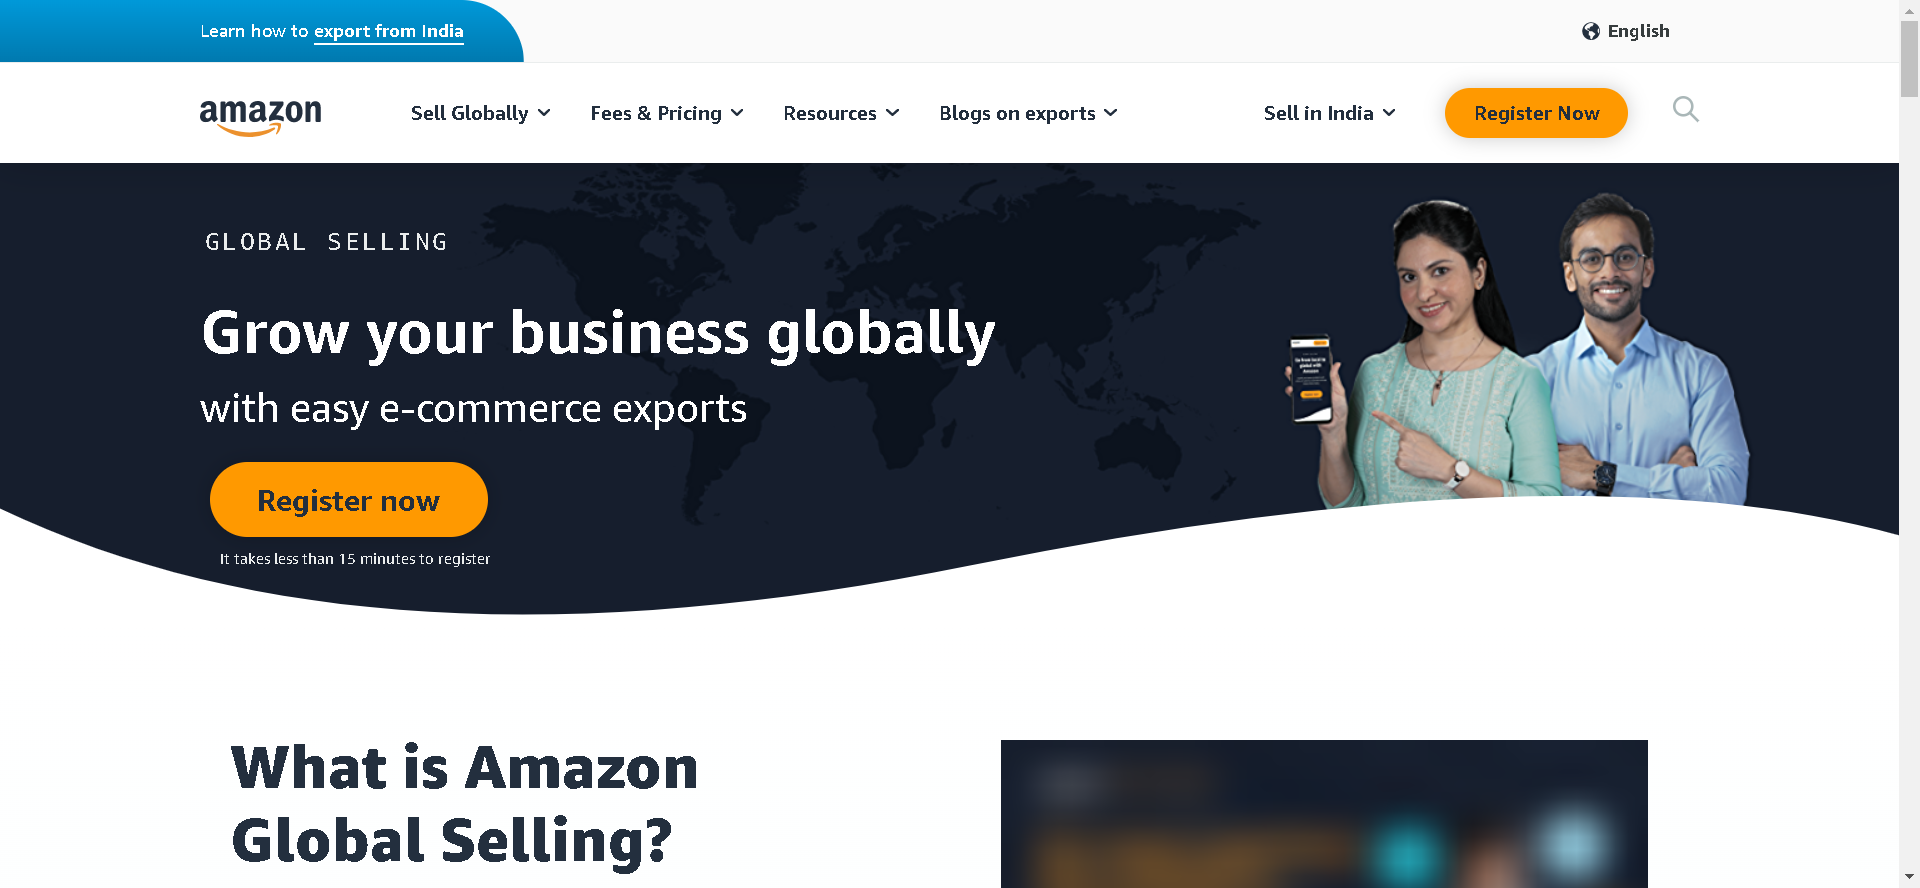 Learn how to export from India
English
amazon
Sell Globally
Fees & Pricing
Resources
Blogs on exports
Sell in India
Register Now
GLOBAL SELLING
Grow your business globally
with easy e-commerce exports
Register now
It takes less than 15 minutes to register
What is Amazon
Global Selling?